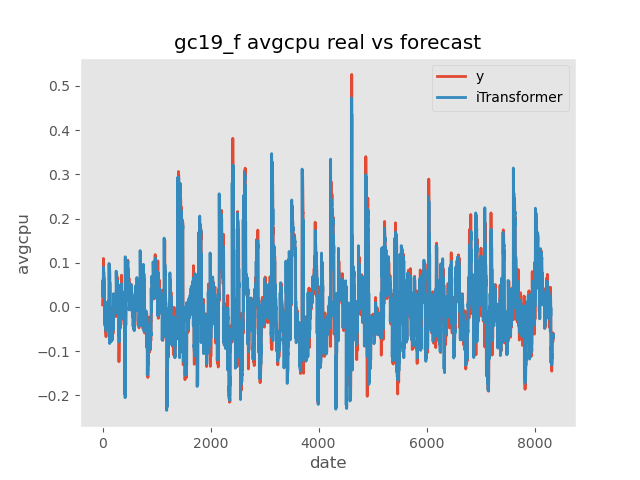 gc19_f avgcpu real vs forecast
y
iTransformer
avgcpu
0.5
0.4
0.3
0.2
0.1
0.0
−0.1
−0.2
0 2000 4000 6000 8000
date